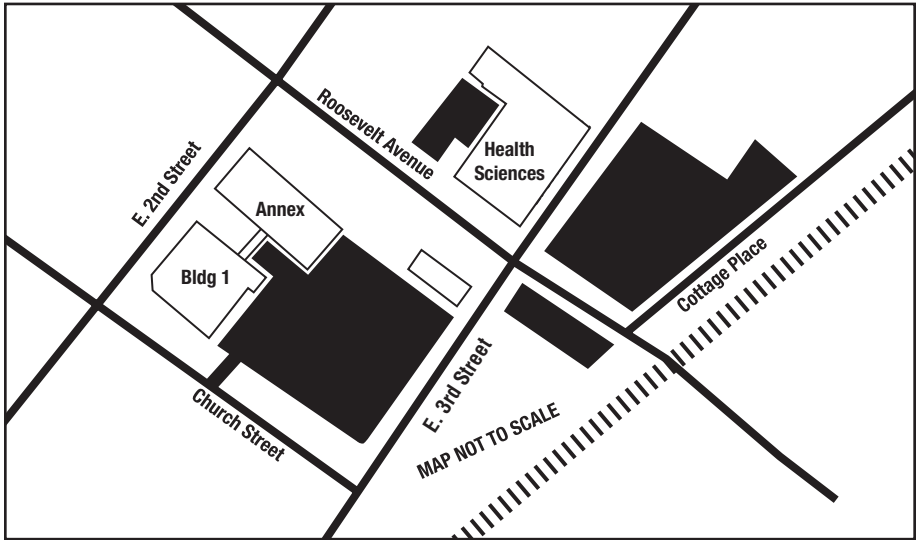 Roosevelt Avenue
Health
Sciences
E. 2nd Street
Annex
Bldg 1
Cottage Place
E. 3rd Street
Church Street
MAP NOT TO SCALE